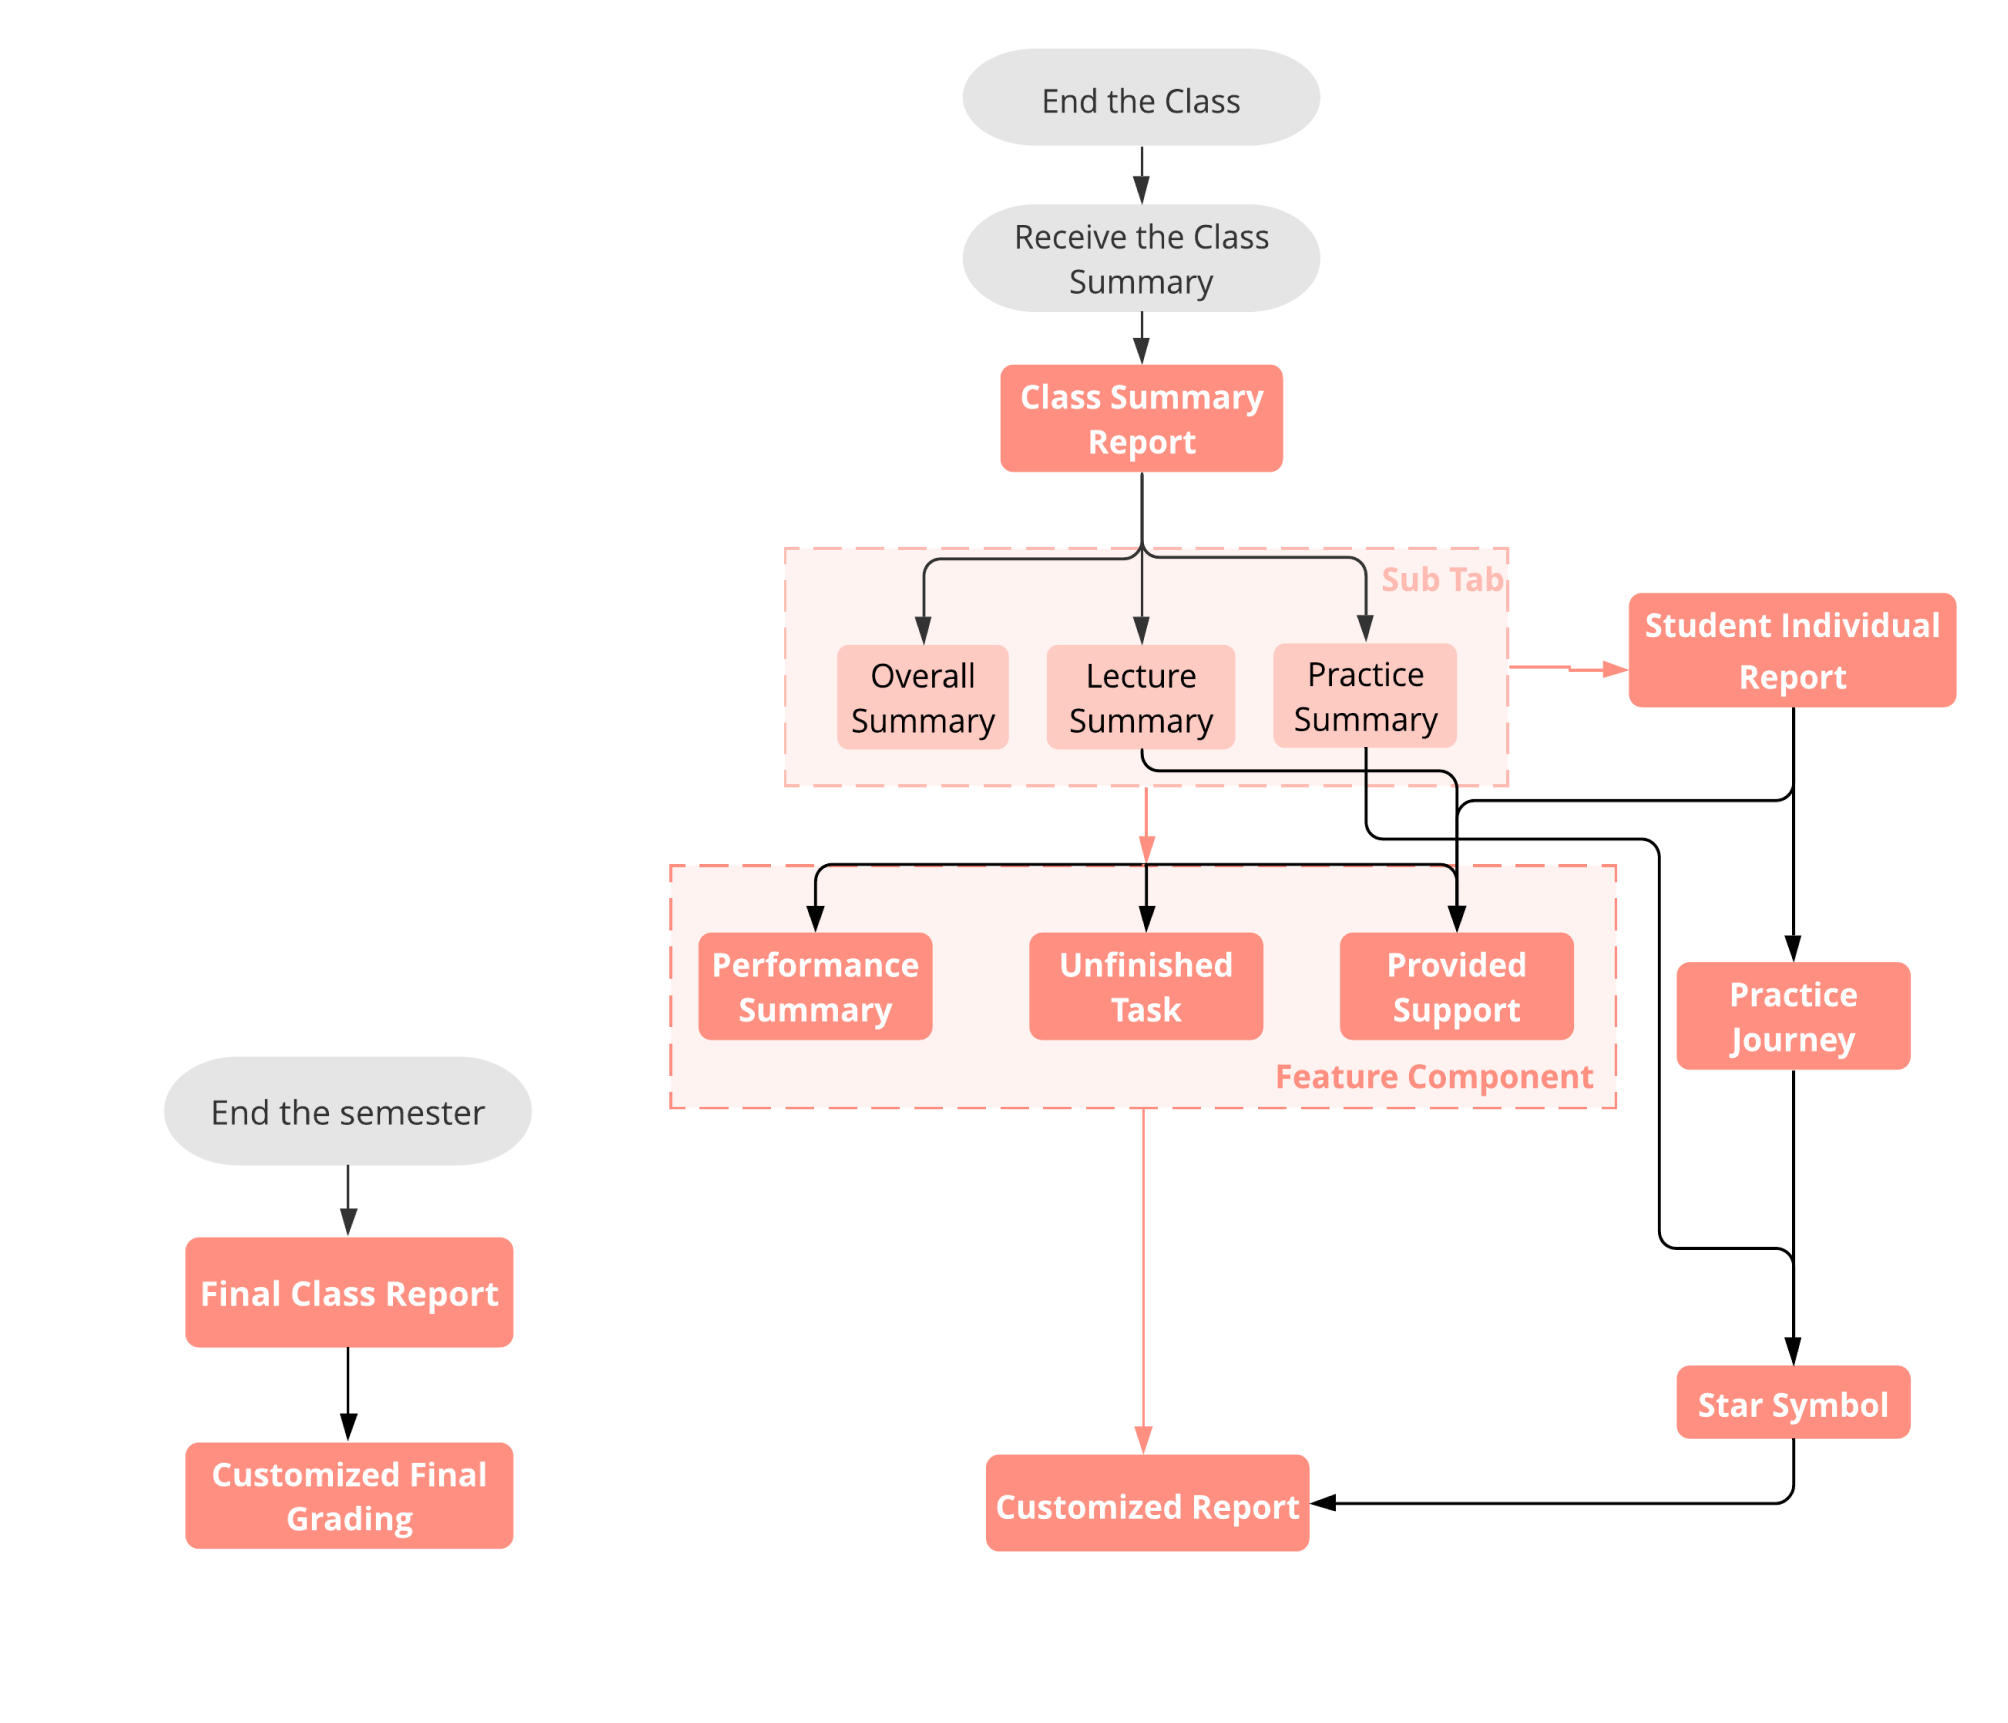 End the Class
Receive the Class
Summary
Class Summary
Report
Sub Tab
Overall
Summary
Lecture
Summary
Practice
Summary
Student Individual
Report
Performance
Summary
Unfinished
Task
Provided
Support
Feature Component
Practice
Journey
End the semester
Final Class Report
Customized Final
Grading
Star Symbol
Customized Report